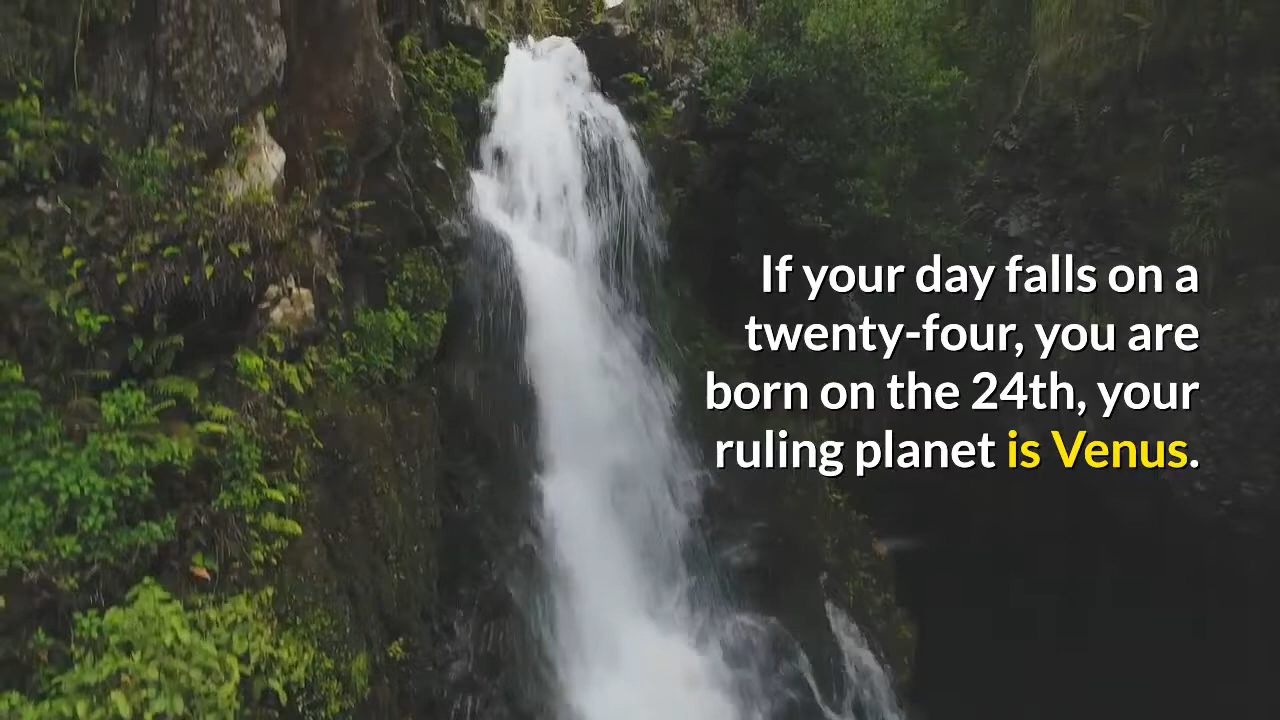 If your day falls on a
twenty-four, you are
born on the 24th, your
ruling planet is Venus.